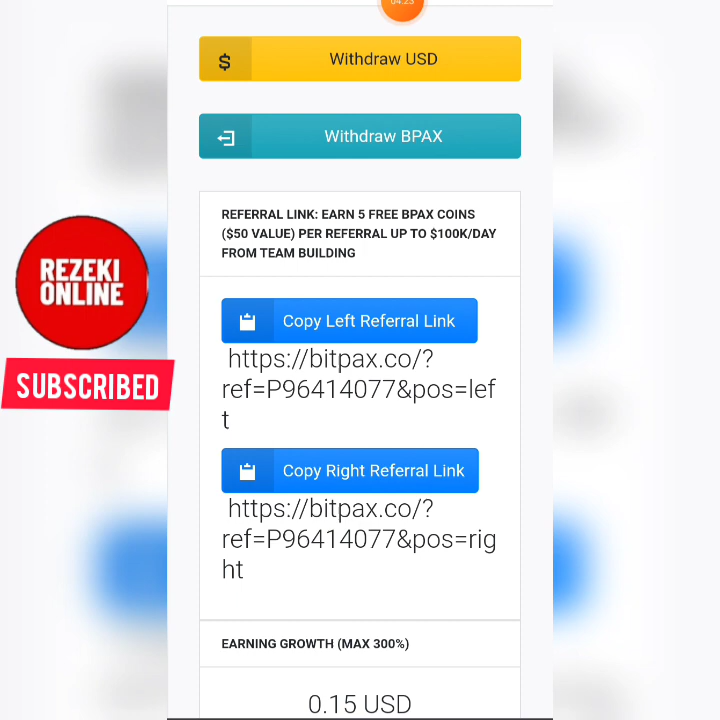 04:23
Withdraw USD
Withdraw BPAX
REFERRAL LINK: EARN 5 FREE BPAX COINS
($50 VALUE) PER REFERRAL UP TO $100K/DAY
FROM TEAM BUILDING
REZEKI
ONLINE
SUBSCRIBED
Copy Left Referral Link
https://bitpax.co/?
ref=P96414077&pos=lef
t
Copy Right Referral Link
https://bitpax.co/?
ref=P96414077&pos=rig
ht
EARNING GROWTH (MAX 300%)
0.15 USD